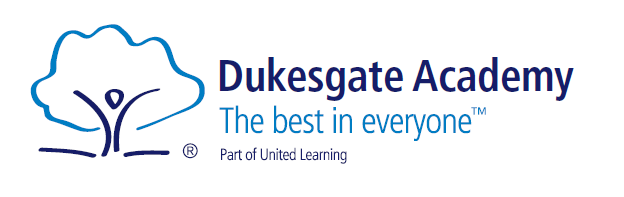 Dukesgate Academy
The best in everyone™
Part of United Learning
®